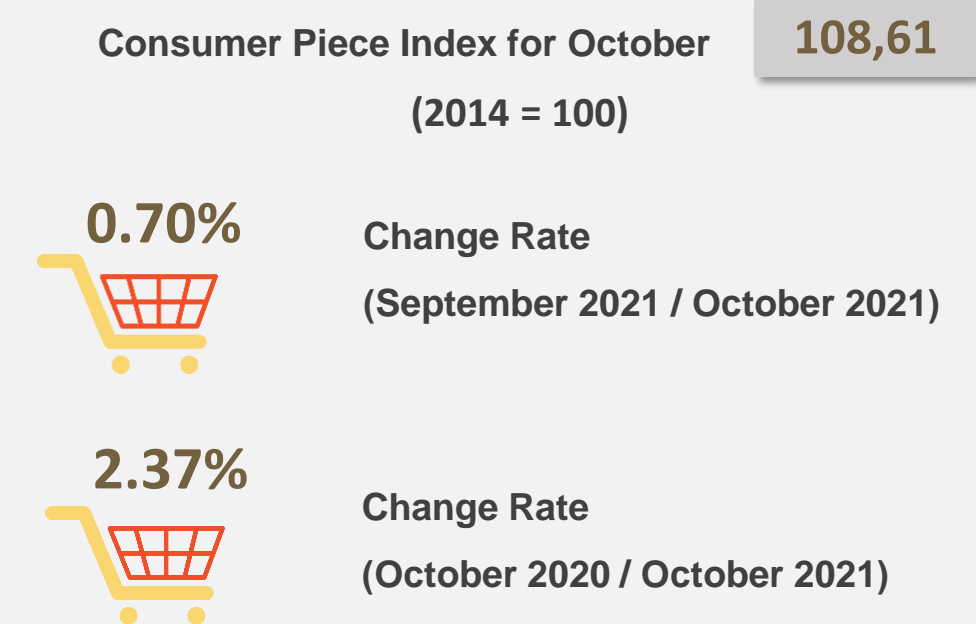 Consumer Piece Index for October
108,61
(2014 = 100)
0.70%
Change Rate
(September 2021 / October 2021)
2.37%
Change Rate
(October 2020 / October 2021)